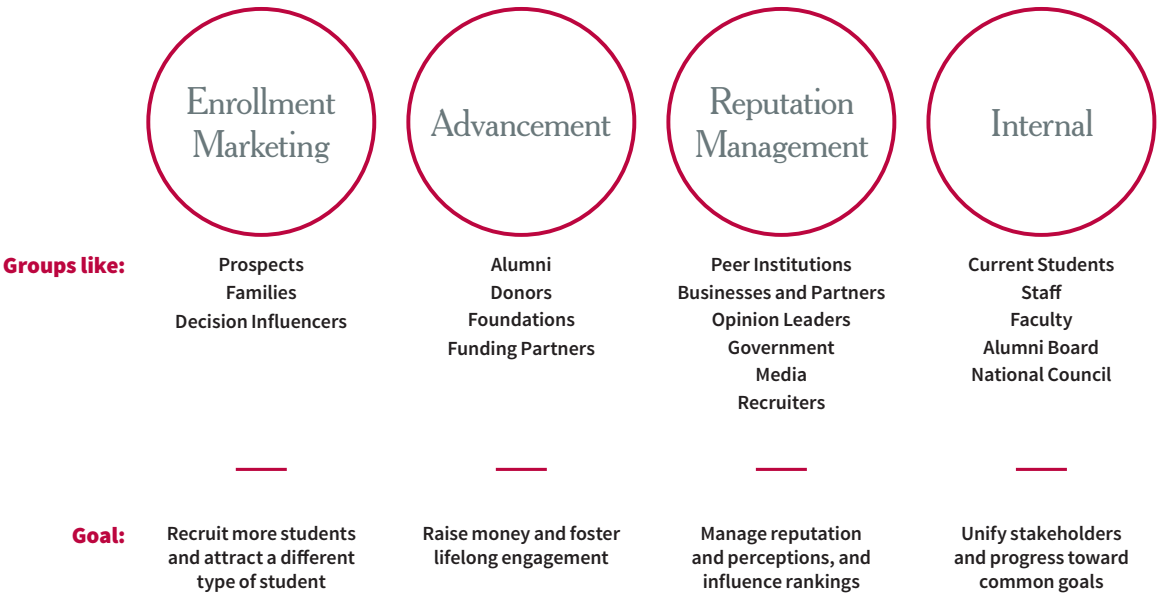 Enrollment
Marketing
Advancement
Reputation
Management
Internal
Groups like:
Prospects
Families
Decision Influencers
Alumni
Donors
Foundations
Funding Partners
Peer Institutions
Businesses and Partners
Opinion Leaders
Government
Media
Recruiters
Current Students
Staff
Faculty
Alumni Board
National Council
Goal:
Recruit more students
and attract a different
type of student
Raise money and foster
lifelong engagement
Manage reputation
and perceptions, and
influence rankings
Unify stakeholders
and progress toward
common goals